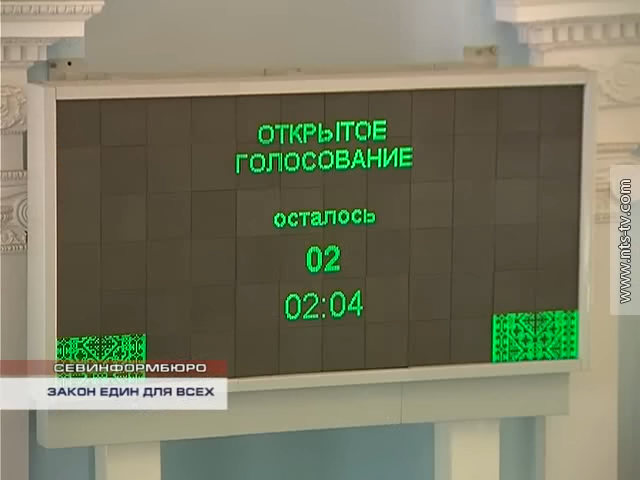 ОТКРЫТОЕ
ГОЛОСОВАНИЕ
осталось
02
02:04
www.nts-tv.com
СЕВИНФОРМБЮРО
ЗАКОН ЕДИН ДЛЯ ВСЕХ